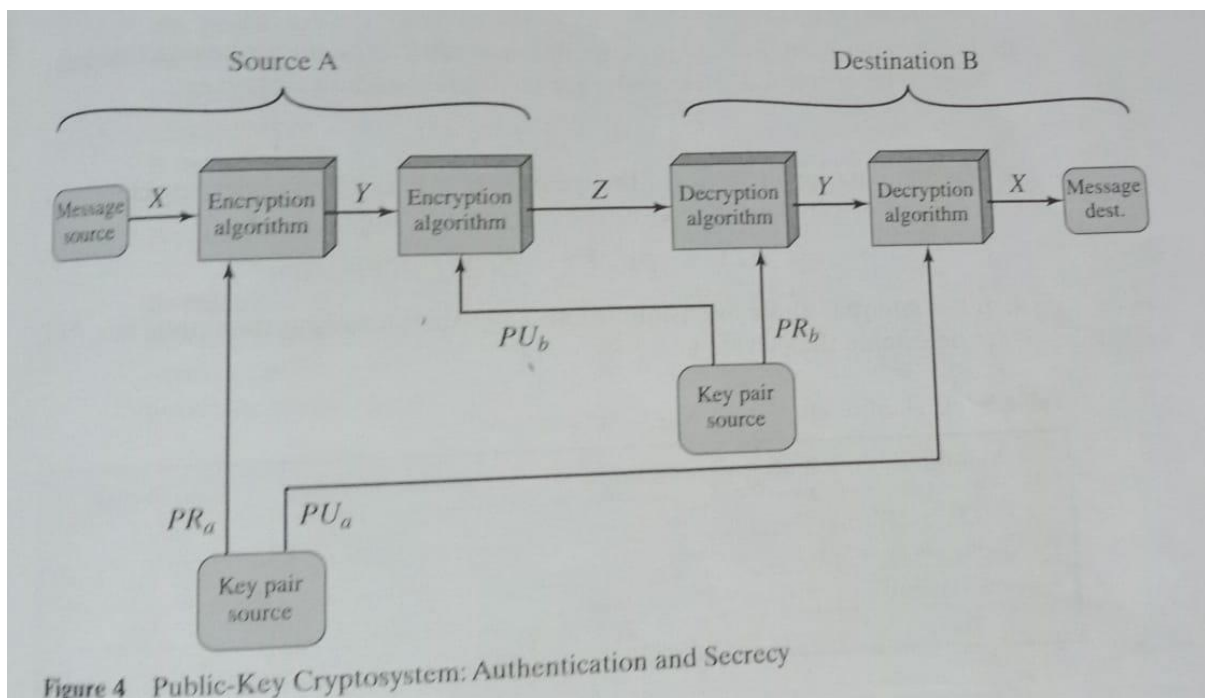 Source A
Destination B
Message
source
X
Encryption
algorithm
Y
Encryption
algorithm
Z
Decryption
algorithm
Y
Decryption
algorithm
X
Message
dest.
PU_b
PR_b
Key pair
source
PR_a
PU_a
Key pair
source
Figure 4 Public-Key Cryptosystem: Authentication and Secrecy